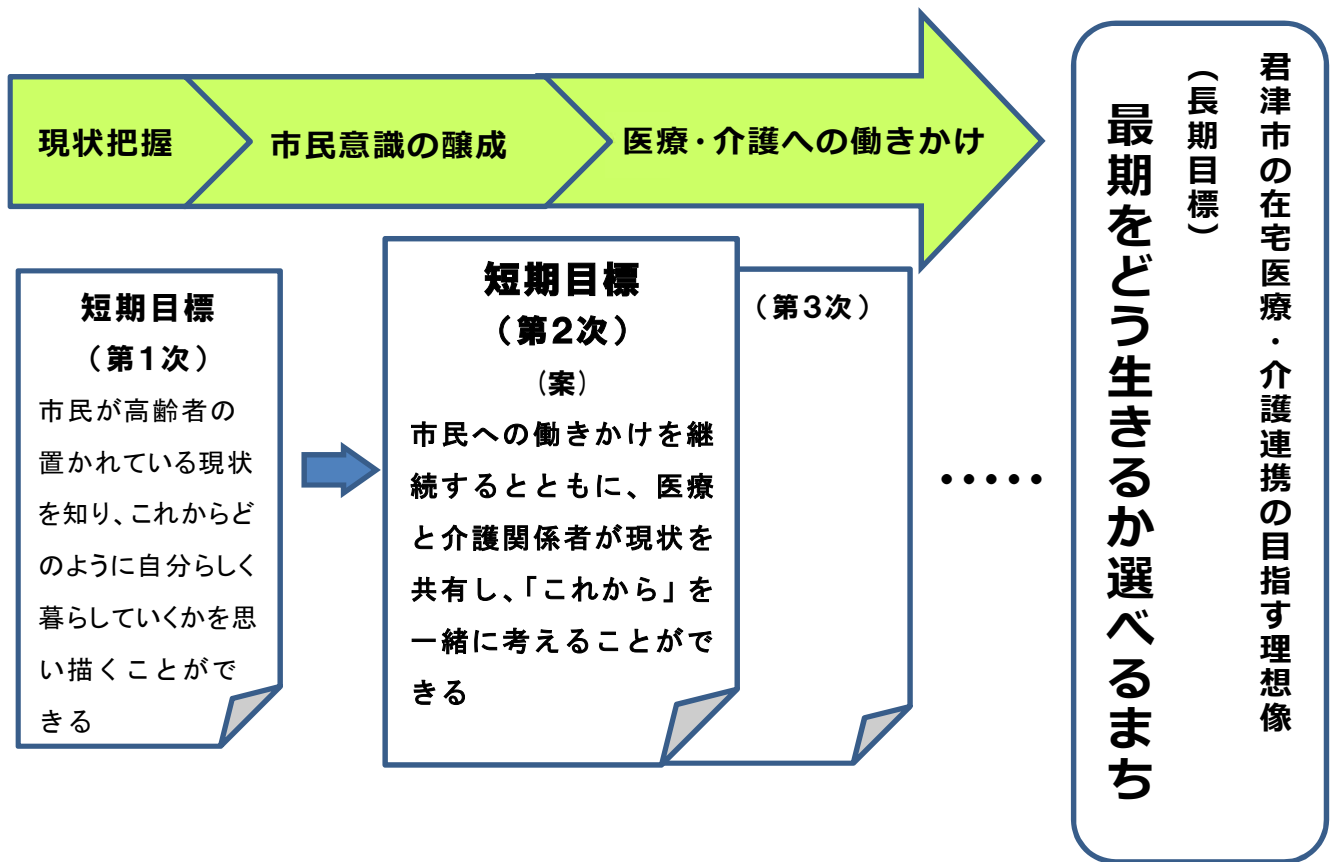 現状把握
市民意識の醸成
医療・介護への働きかけ
短期目標
（第１次）
市民が高齢者の
置かれている現状
を知り、これからど
のように自分らしく
暮らしていくかを思
い描くことがで
きる
短期目標
（第２次）
（案）
市民への働きかけを継
続するとともに、医療
と介護関係者が現状を
共有し、「これから」を
一緒に考えることがで
きる
（第３次）
・・・・・
君津市の在宅医療・介護連携の目指す理想像
（長期目標）
最期をどう生きるか選べるまち